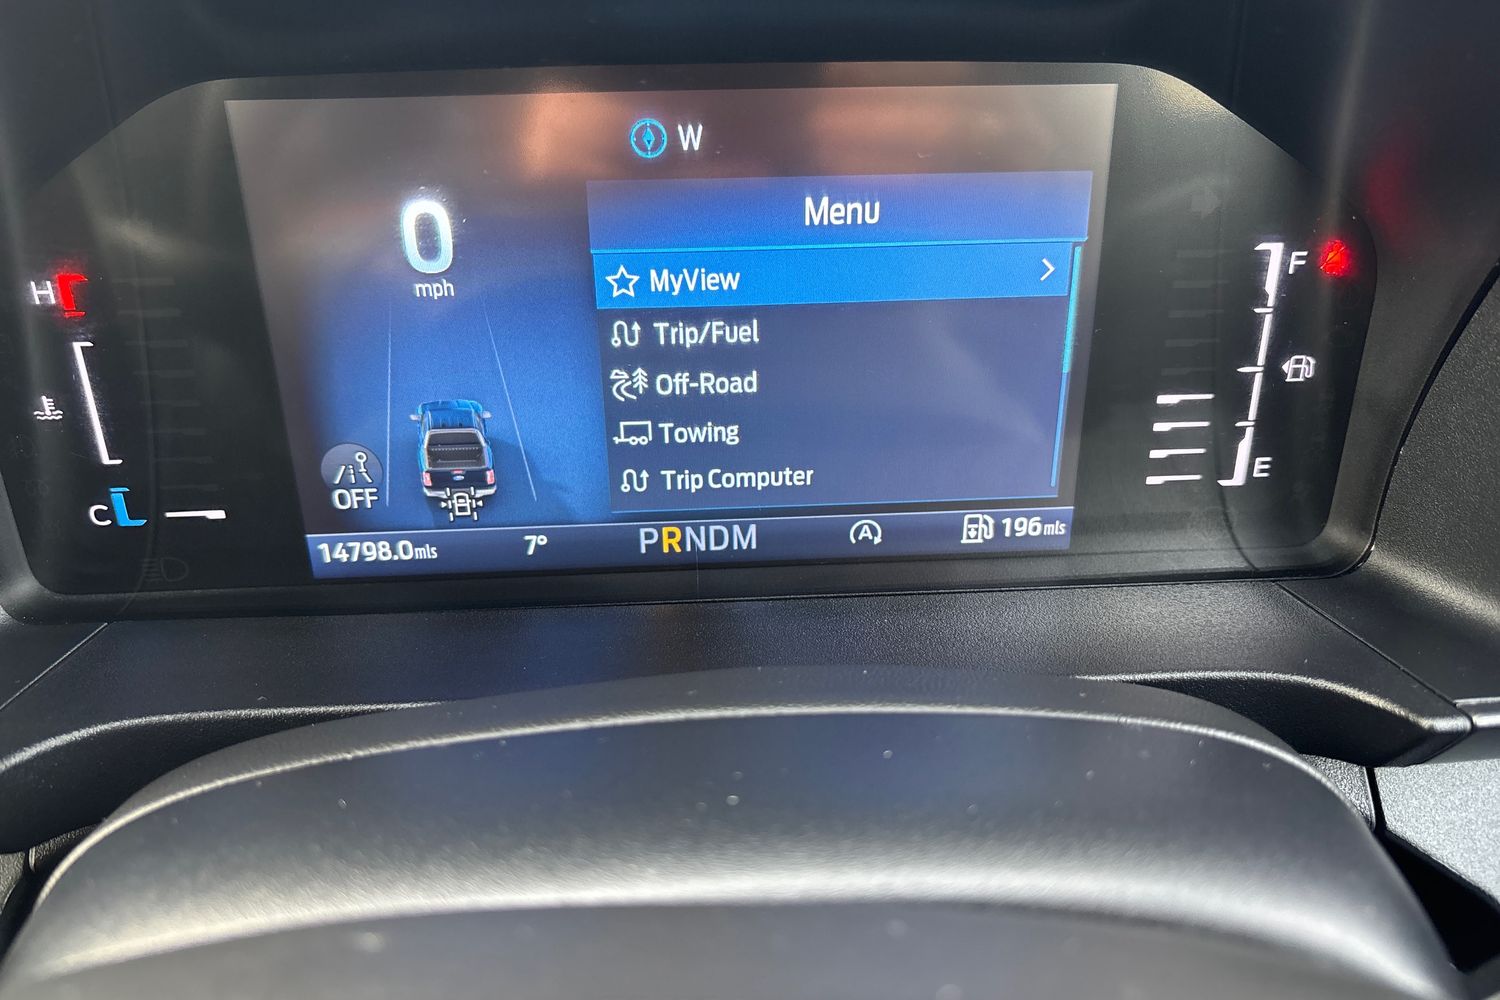 W
0
mph
Menu
MyView
Trip/Fuel
Off-Road
Towing
Trip Computer
OFF
14798.0mls
7°
PRNDM
A
196mls
H
C
F
E